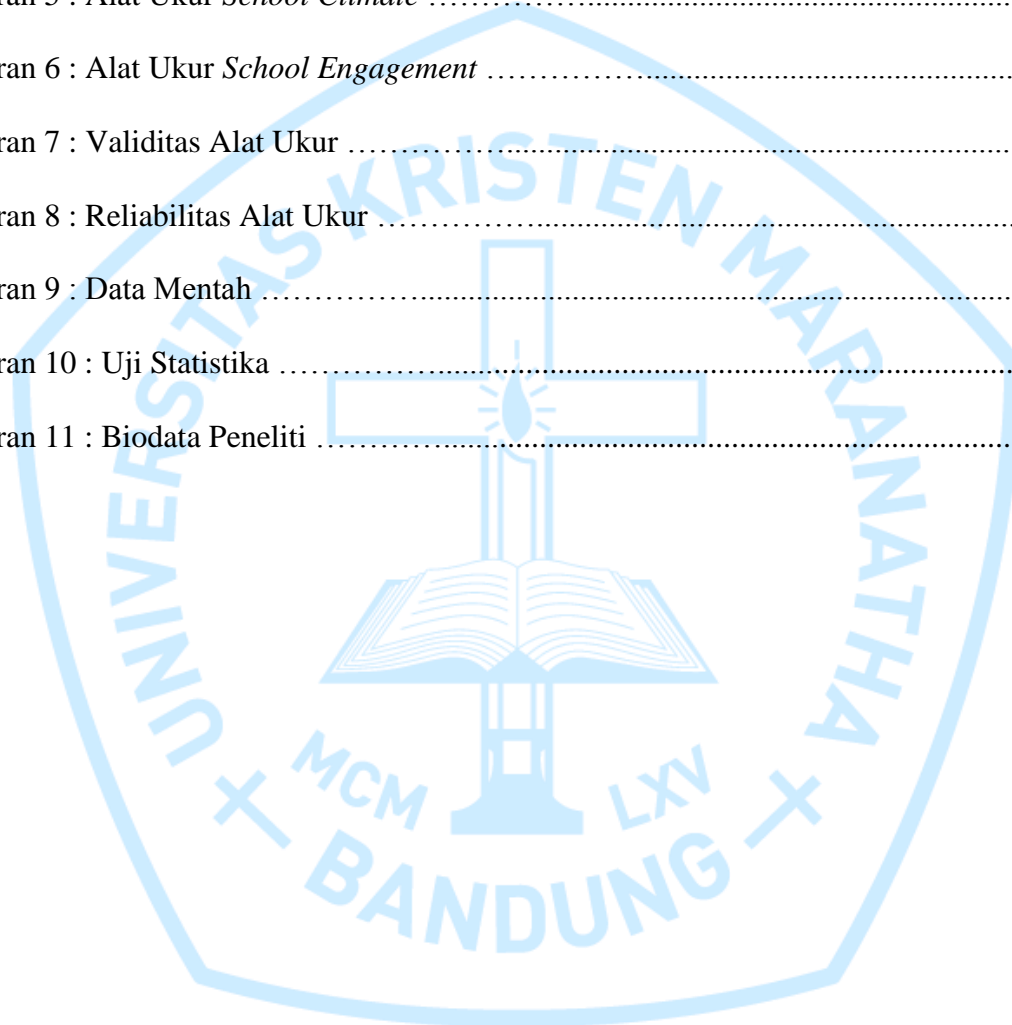 ran 5 : Alat Ukur School Climate ……………........................................................
ran 6 : Alat Ukur School Engagement ……………..................................................
ran 7 : Validitas Alat Ukur ……………..................................................................
ran 8 : Reliabilitas Alat Ukur ……………..............................................................
ran 9 : Data Mentah ……………............................................................................
ran 10 : Uji Statistika ……………..........................................................................
ran 11 : Biodata Peneliti ……………......................................................................
UNIVERSITAS KRISTEN MARANATHA
MCM LXV
BANDUNG